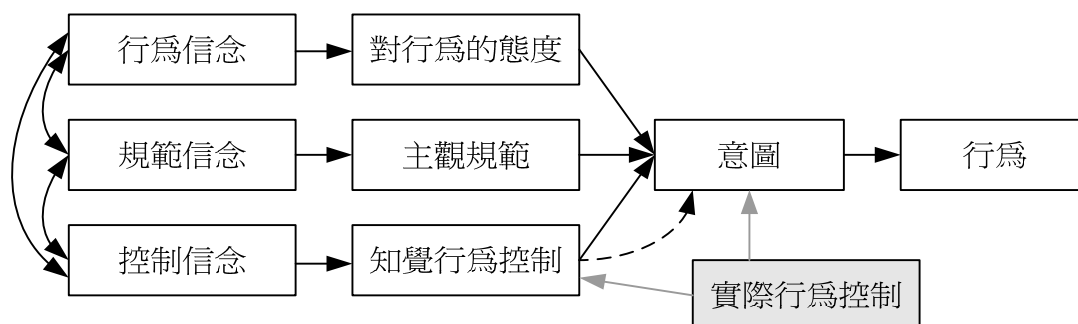 行爲信念
對行爲的態度
規範信念
主觀規範
意圖
行爲
控制信念
知覺行爲控制
實際行爲控制